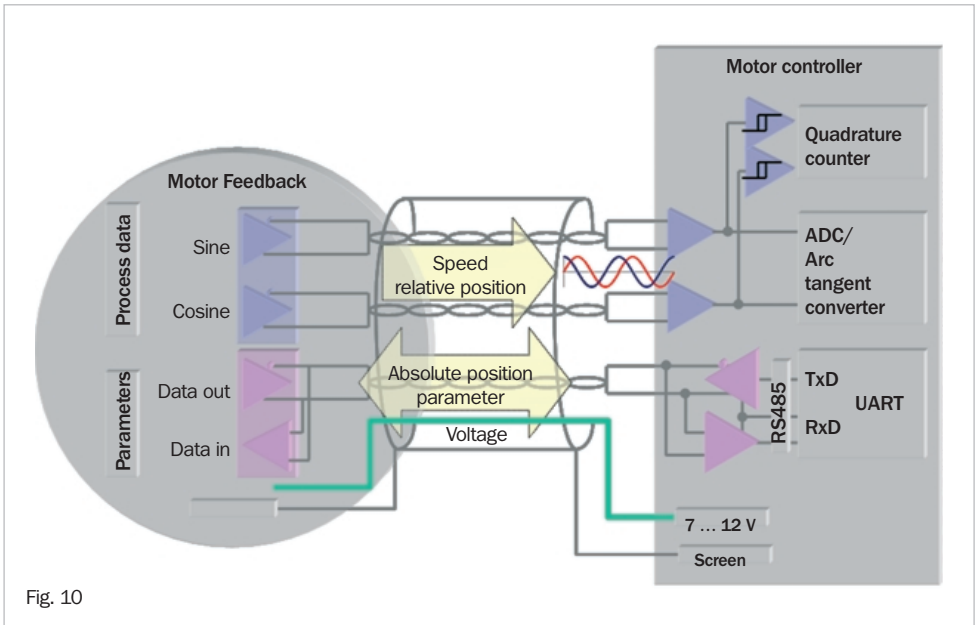 Motor controller
Quadrature
counter
Motor Feedback
Process data
Sine
Cosine
Speed
relative position
ADC/
Arc
tangent
converter
Parameters
Data out
Data in
Absolute position
parameter
Voltage
RS485
TxD
RxD
UART
7 ... 12 V
Screen
Fig. 10